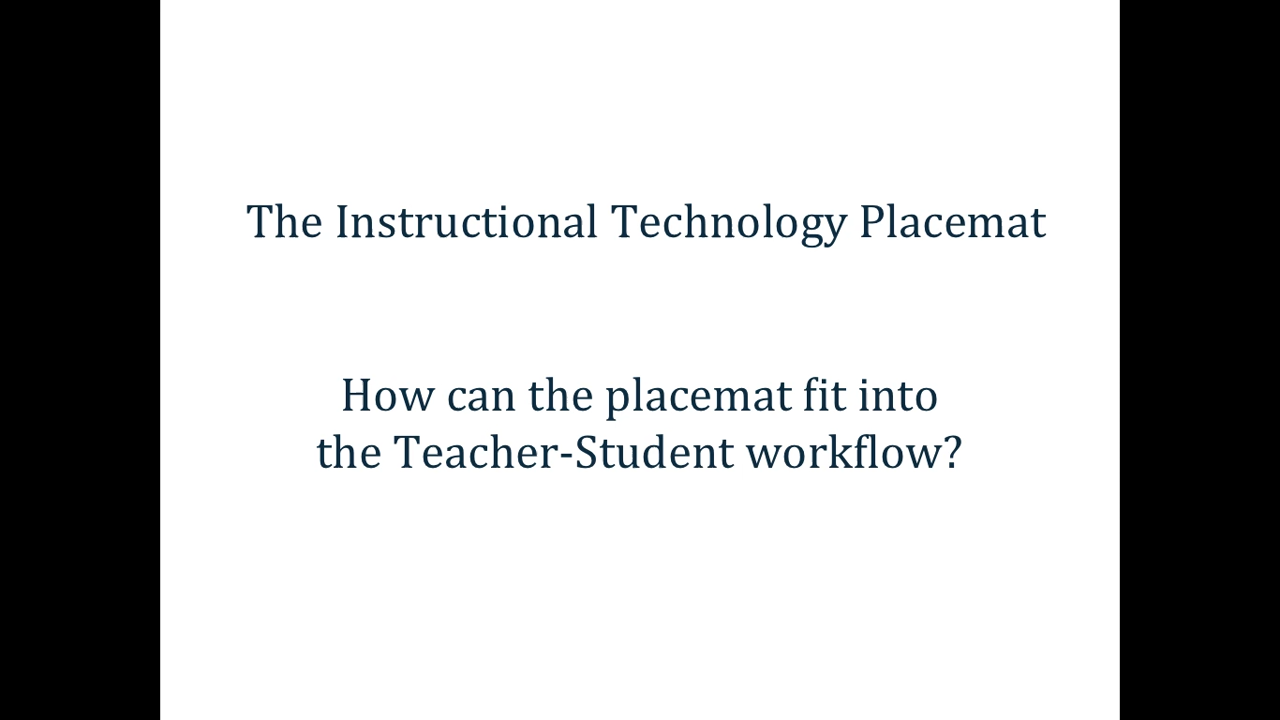 The Instructional Technology Placemat
How can the placemat fit into
the Teacher-Student workflow?